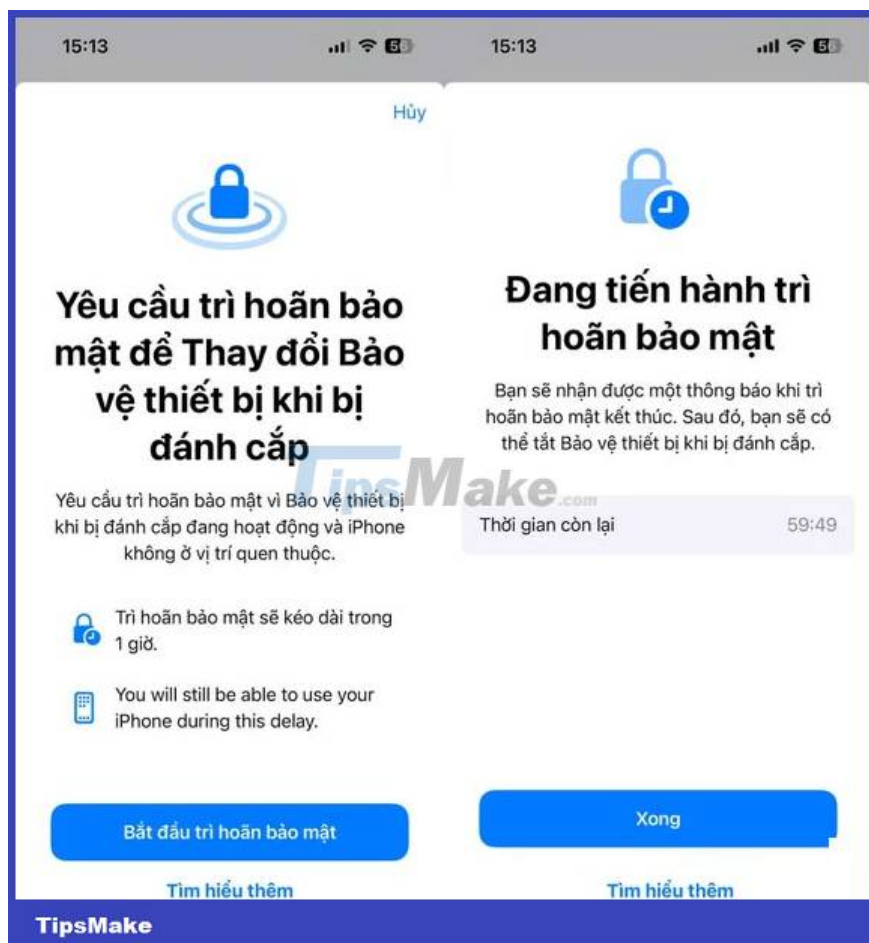 15:13
56
Hủy
Yêu cầu trì hoãn bảo
mật để Thay đổi Bảo
vệ thiết bị khi bị
đánh cắp
Yêu cầu trì hoãn bảo mật vì Bảo vệ thiết bị
khi bị đánh cắp đang hoạt động và iPhone
không ở vị trí quen thuộc.
Trì hoãn bảo mật sẽ kéo dài trong
1 giờ.
You will still be able to use your
iPhone during this delay.
Bắt đầu trì hoãn bảo mật
Tìm hiểu thêm
15:13
56
Đang tiến hành trì
hoãn bảo mật
Bạn sẽ nhận được một thông báo khi trì
hoãn bảo mật kết thúc. Sau đó, bạn sẽ có
thể tắt Bảo vệ thiết bị khi bị đánh cắp.
Thời gian còn lại 59:49
Xong
Tìm hiểu thêm
TipsMake.com
TipsMake